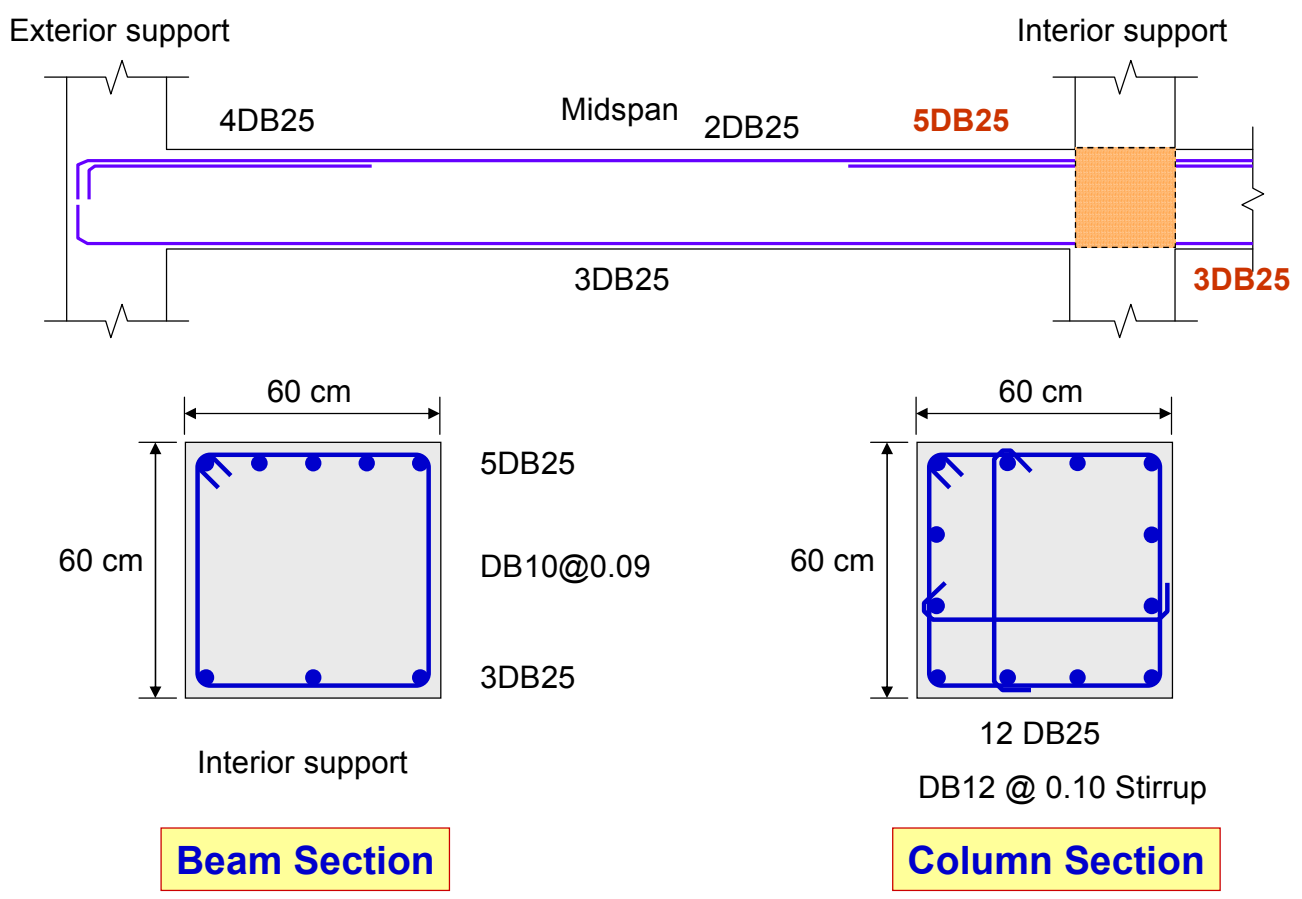 Exterior support
Interior support
4DB25
Midspan
2DB25
5DB25
3DB25
3DB25
60 cm
60 cm
5DB25
60 cm
DB10@0.09
60 cm
3DB25
12 DB25
Interior support
DB12 @ 0.10 Stirrup
Beam Section
Column Section